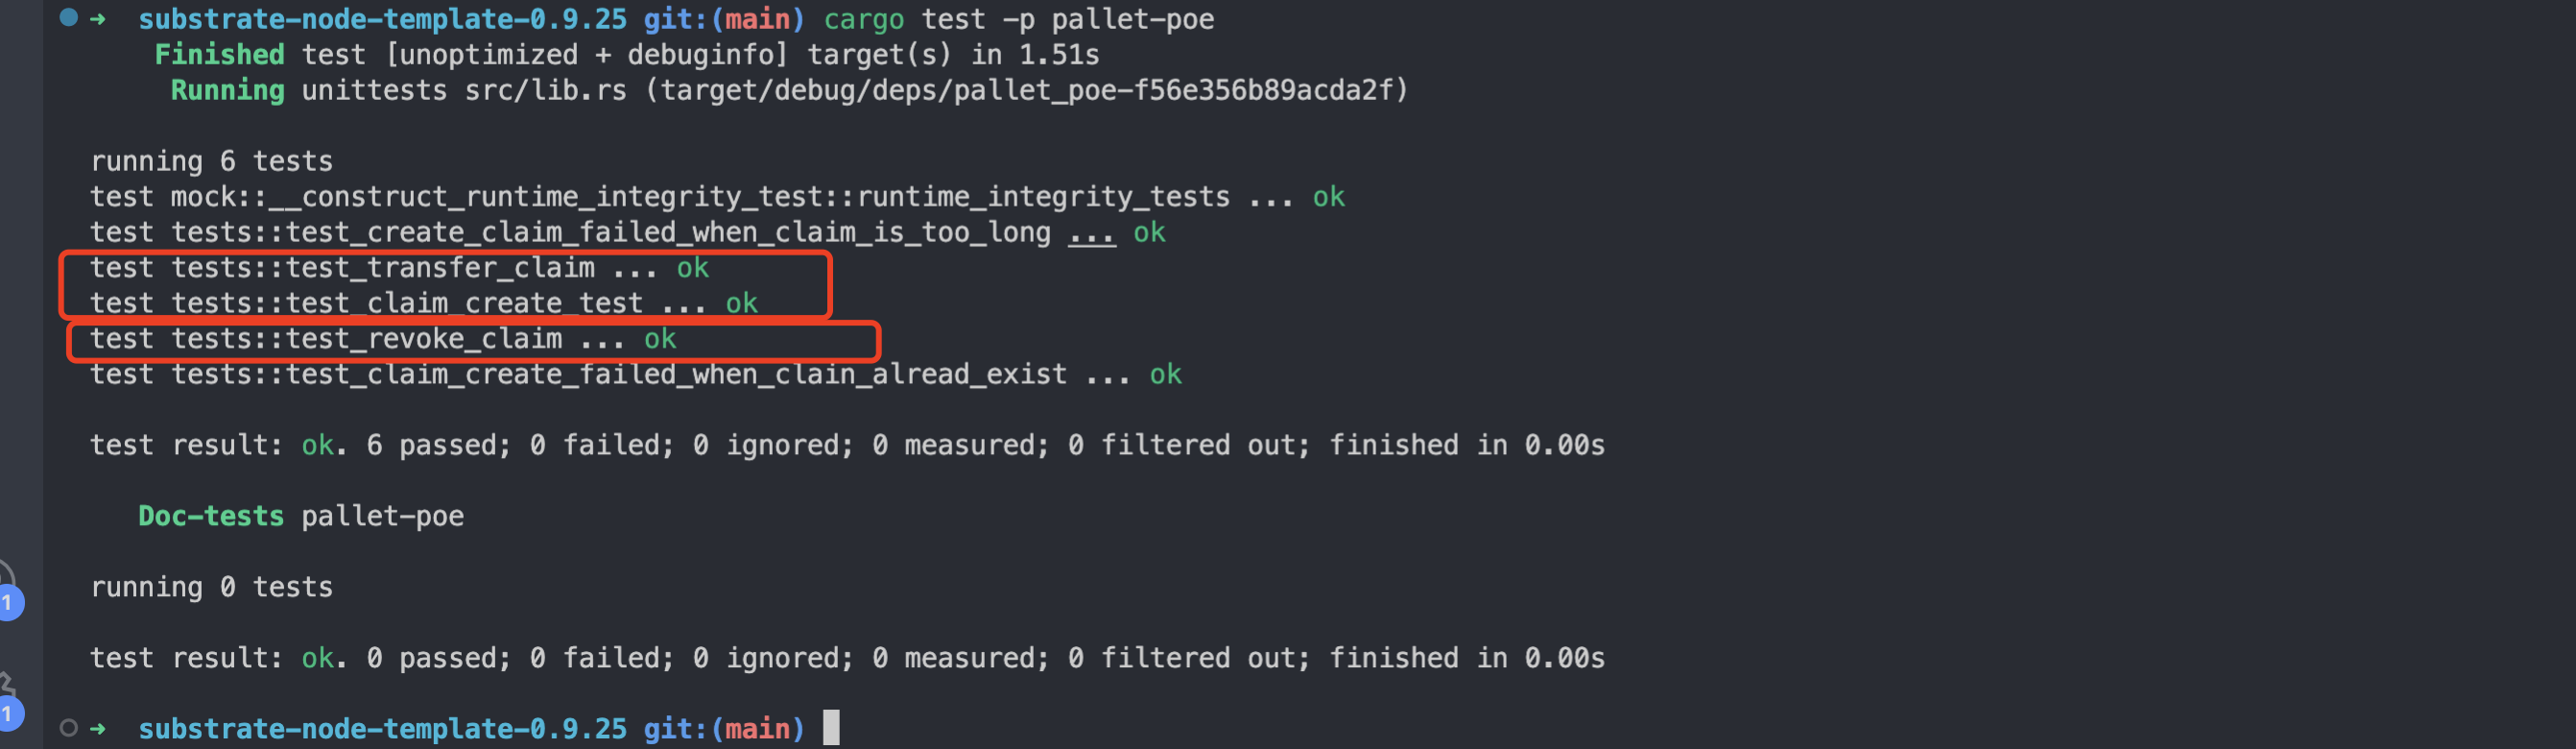 ➜ substrate-node-template-0.9.25 git:(main) cargo test -p pallet-poe
Finished test [unoptimized + debuginfo] target(s) in 1.51s
Running unittests src/lib.rs (target/debug/deps/pallet_poe-f56e356b89acda2f)
running 6 tests
test mock::__construct_runtime_integrity_test::runtime_integrity_tests ... ok
test tests::test_create_claim_failed_when_claim_is_too_long ... ok
test tests::test_transfer_claim ... ok
test tests::test_claim_create_test ... ok
test tests::test_revoke_claim ... ok
test tests::test_claim_create_failed_when_clain_alread_exist ... ok
test result: ok. 6 passed; 0 failed; 0 ignored; 0 measured; 0 filtered out; finished in 0.00s
Doc-tests pallet-poe
running 0 tests
1
test result: ok. 0 passed; 0 failed; 0 ignored; 0 measured; 0 filtered out; finished in 0.00s
1
➜ substrate-node-template-0.9.25 git:(main)